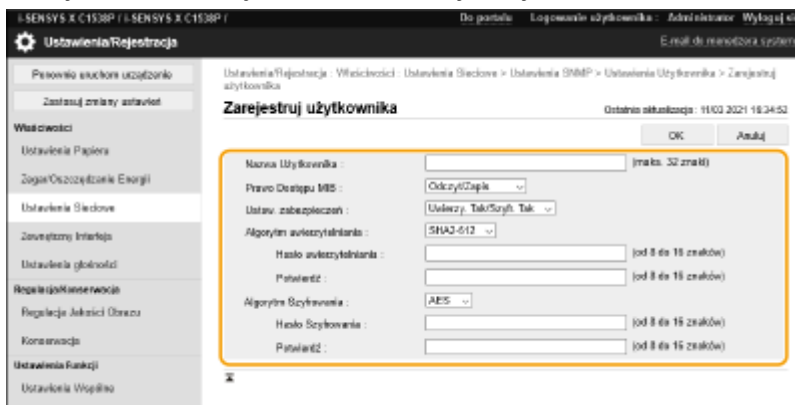 i-SENSYS X C1538P / i-SENSYS X C1538P /
Do portalu Logowanie użytkownika : Administrator Wyloguj się
Ustawienia/Rejestracja
E-mail do menedżera system
Ponownie uruchom urządzenie
Zastosuj zmiany ustawień
Właściwości
Ustawienia Papieru
Zegar/Oszczędzanie Energii
Ustawienia Sieciowe
Zewnętrzny Interfejs
Ustawienia głośności
Regulacja/Konserwacja
Regulacja Jakości Obrazu
Konserwacja
Ustawienia Funkcji
Ustawienia Wspólne
Ustawienia/Rejestracja : Właściwości : Ustawienia Sieciowe > Ustawienia SNMP > Ustawienia Użytkownika > Zarejestruj
użytkownika
Zarejestruj użytkownika
Ostatnia aktualizacja : 11/03 2021 16:34:52
OK Anuluj
Nazwa Użytkownika : (maks. 32 znaki)
Prawo Dostępu MIB : Odczyt/Zapis
Ustaw. zabezpieczeń : Uwierzy. Tak/Szyfr. Tak
Algorytm uwierzytelniania : SHA2-512
Hasło uwierzytelniania : (od 8 do 16 znaków)
Potwierdź : (od 8 do 16 znaków)
Algorytm Szyfrowania : AES
Hasło Szyfrowania : (od 8 do 16 znaków)
Potwierdź : (od 8 do 16 znaków)